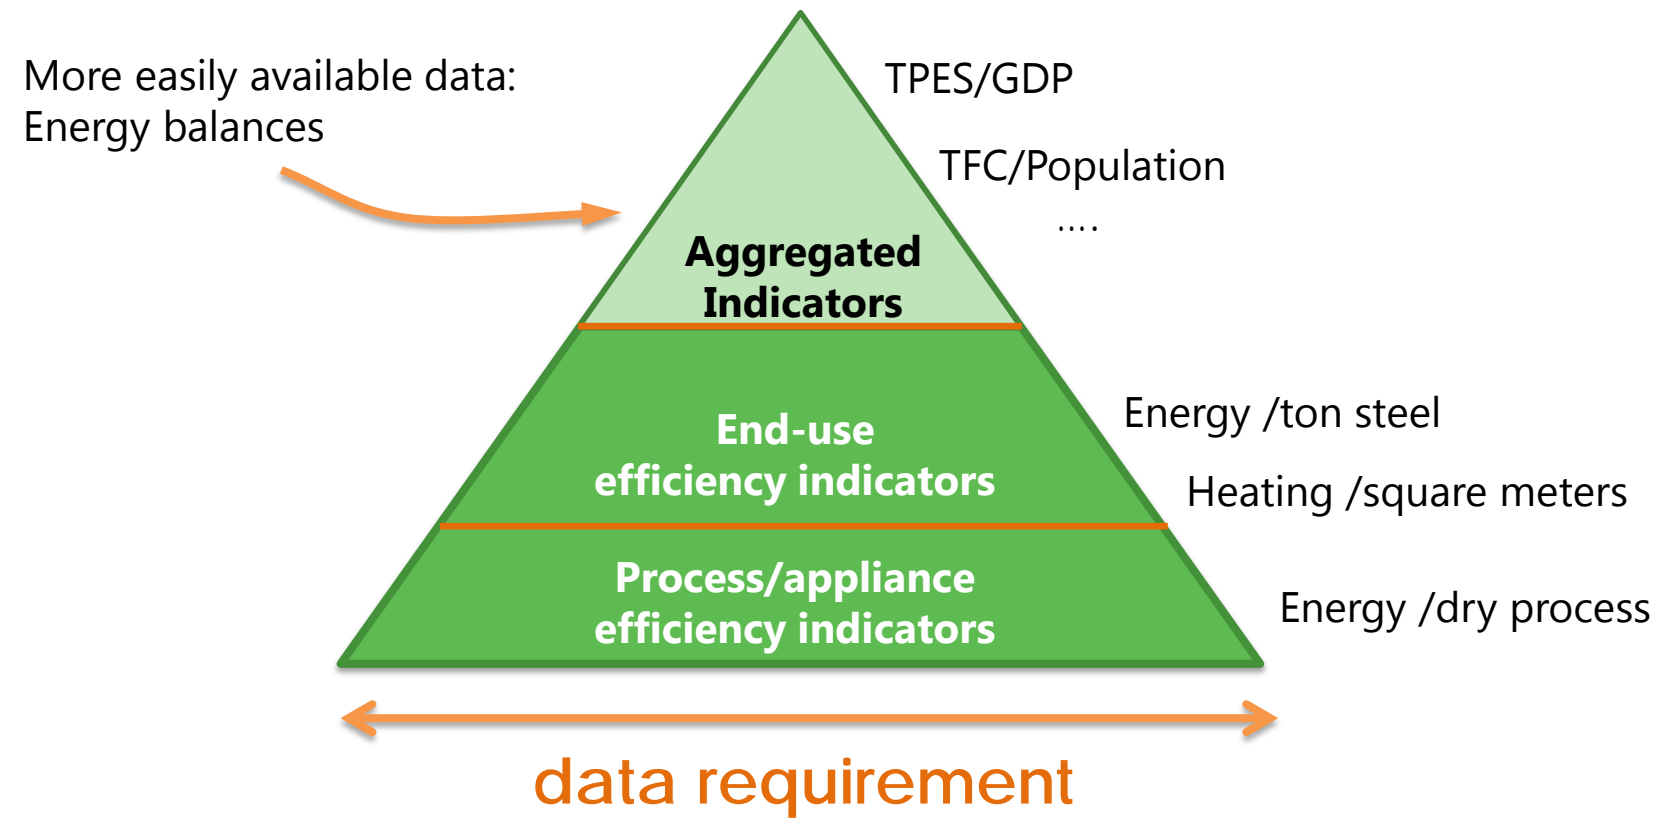 More easily available data:
Energy balances
TPES/GDP
TFC/Population
....
Aggregated
Indicators
End-use
efficiency indicators
Energy /ton steel
Heating /square meters
Process/appliance
efficiency indicators
Energy /dry process
data requirement